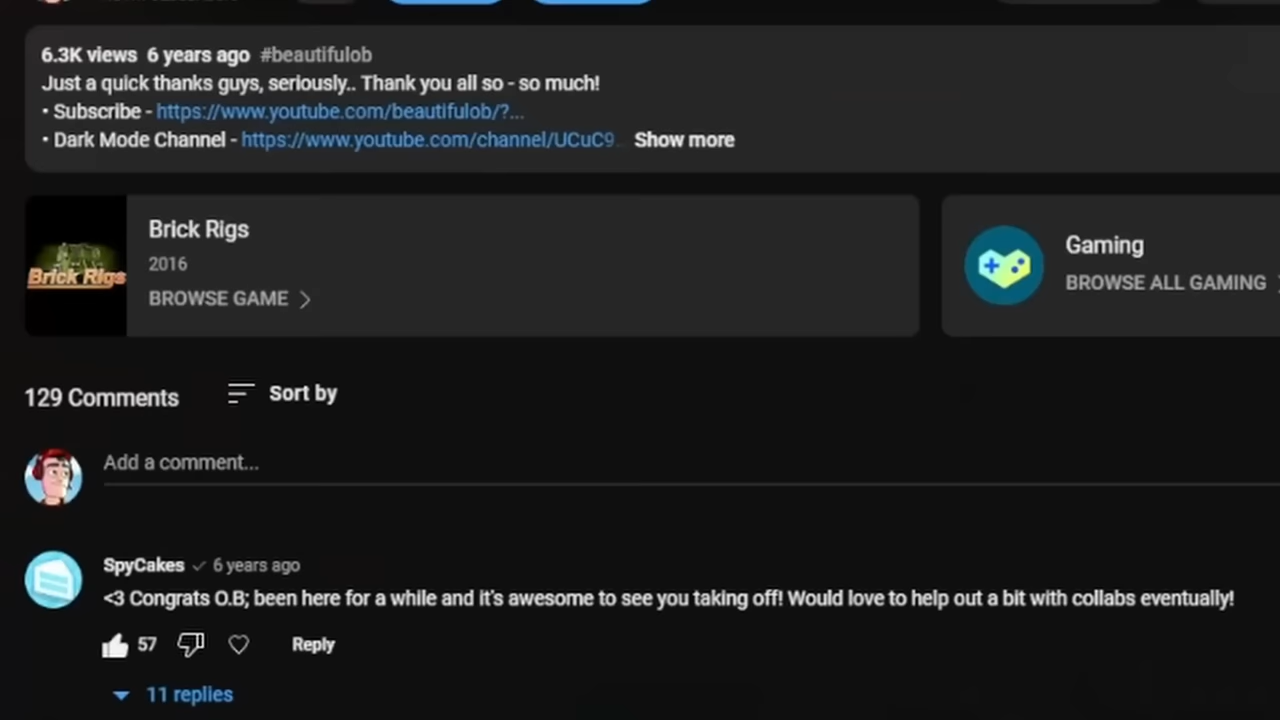 6.3K views 6 years ago #beautifulob
Just a quick thanks guys, seriously.. Thank you all so - so much!
• Subscribe - https://www.youtube.com/beautifulob/?...
• Dark Mode Channel - https://www.youtube.com/channel/UCuC9.. Show more
Brick Rigs
Brick Rigs
2016
BROWSE GAME
Gaming
BROWSE ALL GAMING
129 Comments
Sort by
Add a comment...
SpyCakes 6 years ago
<3 Congrats O.B; been here for a while and it's awesome to see you taking off! Would love to help out a bit with collabs eventually!
57 Reply
11 replies